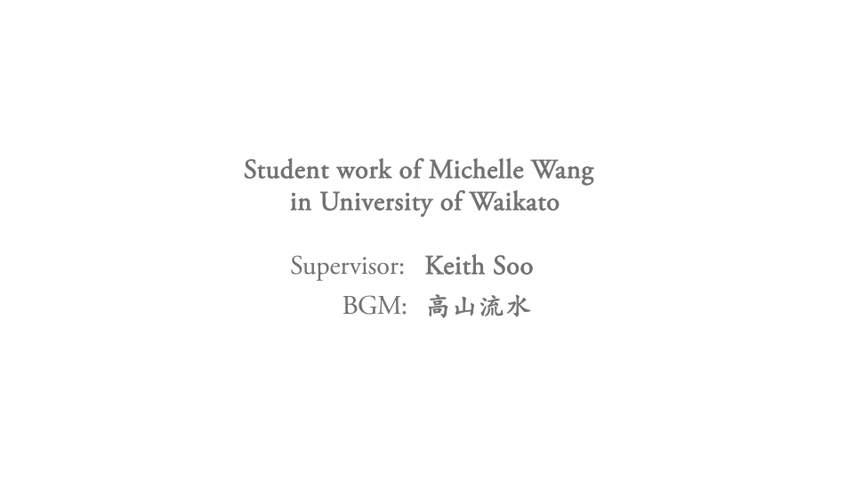 Student work of Michelle Wang
in University of Waikato
Supervisor: Keith Soo
BGM: 高山流水